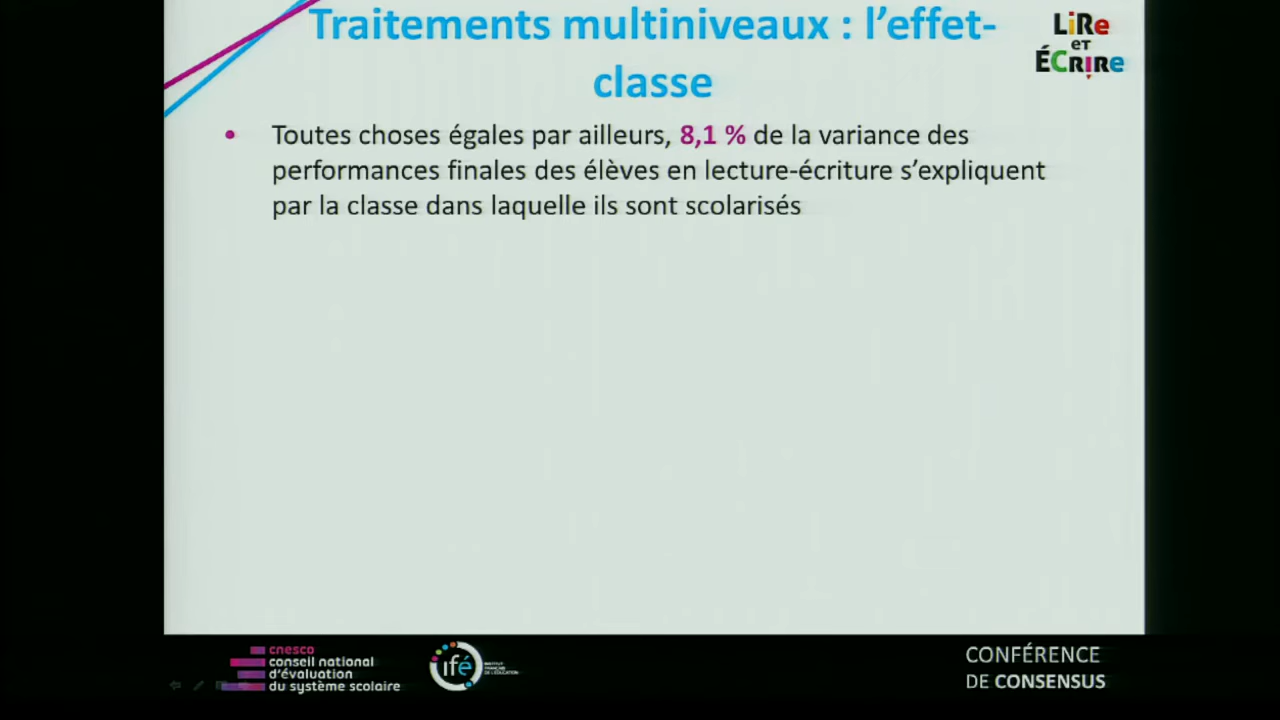 Traitements multiniveaux : l’effet-
classe
LiRe
ET
ÉCRIRe
• Toutes choses égales par ailleurs, 8,1 % de la variance des
performances finales des élèves en lecture-écriture s’expliquent
par la classe dans laquelle ils sont scolarisés
cnesco
conseil national
d'évaluation
du système scolaire
ifé
INSTITUT
FRANÇAIS
DE L'ÉDUCATION
CONFÉRENCE
DE CONSENSUS